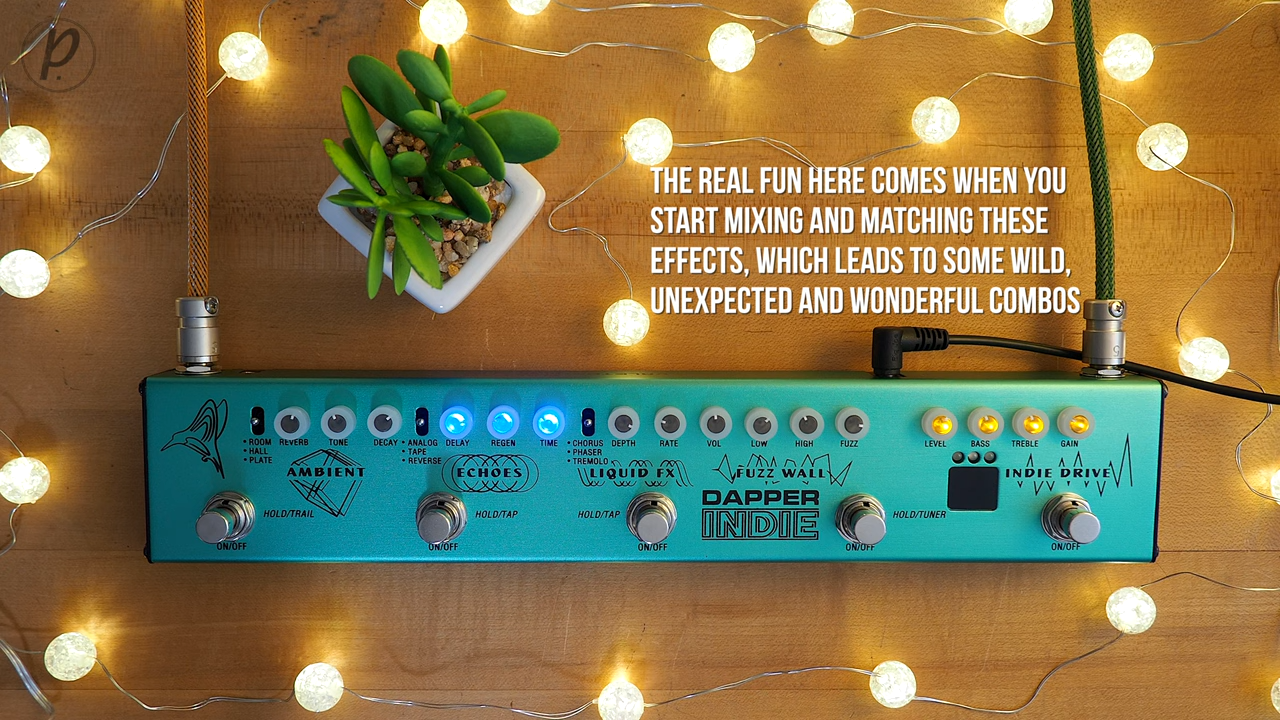 p.
THE REAL FUN HERE COMES WHEN YOU
START MIXING AND MATCHING THESE
EFFECTS, WHICH LEADS TO SOME WILD,
UNEXPECTED AND WONDERFUL COMBOS
• ROOM
• HALL
• PLATE
REVERB TONE DECAY
• ANALOG
• TAPE
• REVERSE
DELAY REGEN TIME
• CHORUS
• PHASER
• TREMOLO
DEPTH RATE VOL LOW HIGH FUZZ
LEVEL BASS TREBLE GAIN
AMBIENT
ECHOES
LIQUID FX
FUZZ WALL
INDIE DRIVE
DAPPER
INDIE
HOLD/TRAIL
HOLD/TAP
HOLD/TAP
HOLD/TUNER
ON/OFF
ON/OFF
ON/OFF
ON/OFF
ON/OFF